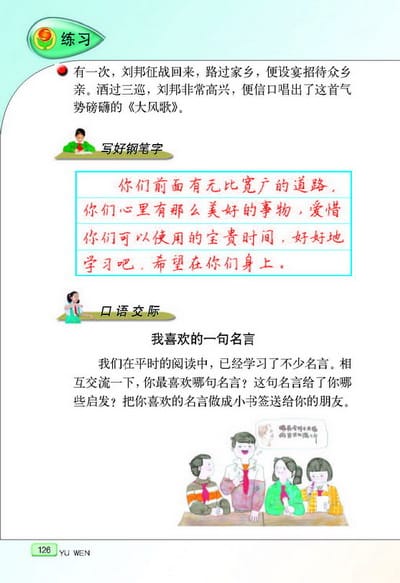 练习
有一次，刘邦征战回来，路过家乡，便设宴招待众乡
亲。酒过三巡，刘邦非常高兴，便信口唱出了这首气
势磅礴的《大风歌》。
写好钢笔字
你们前面有无比宽广的道路，
你们心里有那么美好的事物，爱惜
你们可以使用的宝贵时间，好好地
学习吧，希望在你们身上。
口语交际
我喜欢的一句名言
我们在平时的阅读中，已经学习了不少名言。相
互交流一下，你最喜欢哪句名言？这句名言给了你哪
些启发？把你喜欢的名言做成小书签送给你的朋友。
126 YU WEN